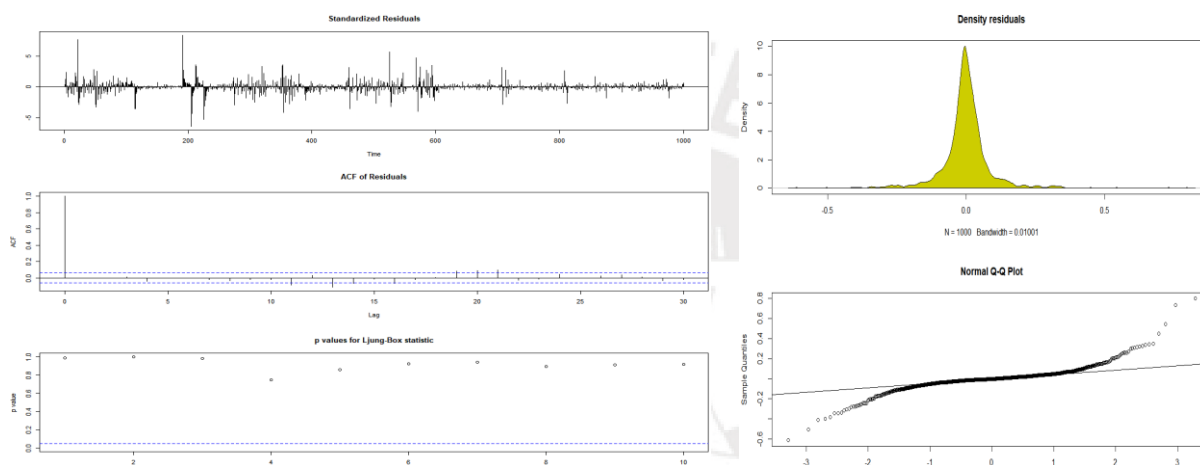 Standardized Residuals
5
0
-5
0 200 400 600 800 1000
Time
ACF of Residuals
ACF
1.0
0.8
0.6
0.4
0.2
0.0
0 5 10 15 20 25 30
Lag
p values for Ljung-Box statistic
p value
1.0
0.8
0.6
0.4
0.2
0.0
2 4 6 8 10
Density residuals
Density
10
8
6
4
2
0
-0.5 0.0 0.5
N = 1000 Bandwidth = 0.01001
Normal Q-Q Plot
Sample Quantiles
0.8
0.6
0.4
0.2
-0.2
-0.6
-3 -2 -1 0 1 2 3